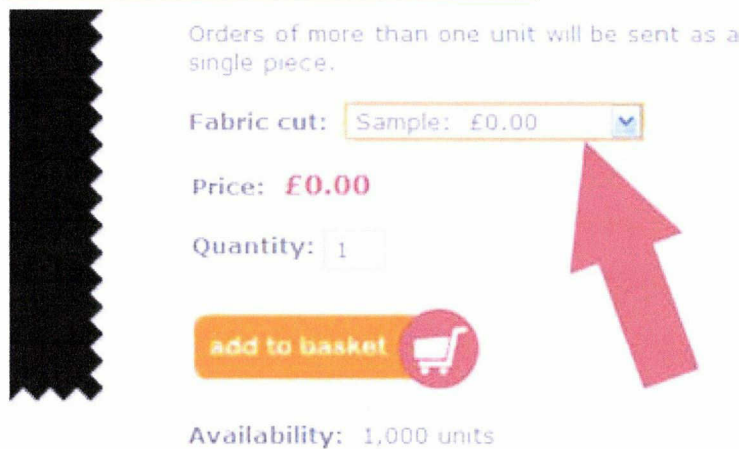 Orders of more than one unit will be sent as a
single piece.
Fabric cut: Sample: £0.00
Price: £0.00
Quantity: 1
add to basket
Availability: 1,000 units